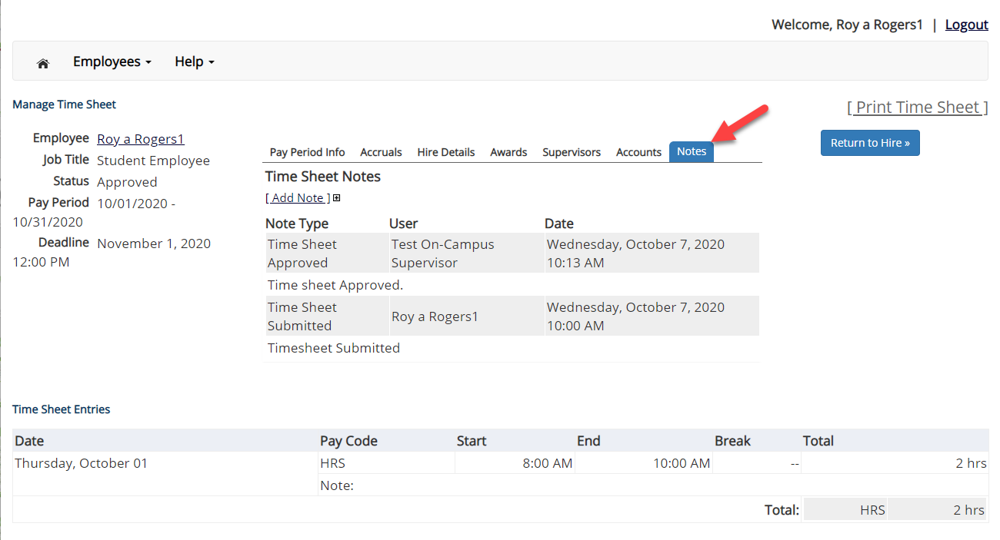 Welcome, Roy a Rogers1 | Logout
Employees Help
Manage Time Sheet
[ Print Time Sheet ]
Employee Roy a Rogers1
Job Title Student Employee
Status Approved
Pay Period 10/01/2020 -
10/31/2020
Deadline November 1, 2020
12:00 PM
Return to Hire »
Pay Period Info Accruals Hire Details Awards Supervisors Accounts Notes
Time Sheet Notes
[ Add Note ]
Note Type User Date
Time Sheet Approved Test On-Campus Supervisor Wednesday, October 7, 2020 10:13 AM
Time sheet Approved.
Time Sheet Submitted Roy a Rogers1 Wednesday, October 7, 2020 10:00 AM
Timesheet Submitted
Time Sheet Entries
Date Pay Code Start End Break Total
Thursday, October 01 HRS 8:00 AM 10:00 AM -- 2 hrs
Note:
Total: HRS 2 hrs